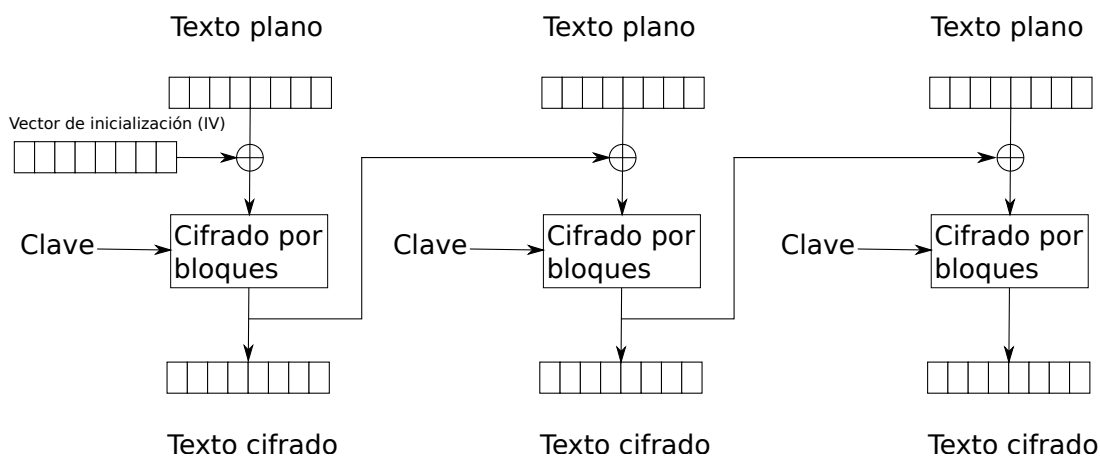 Texto plano
Texto plano
Texto plano
Vector de inicialización (IV)
Clave
Cifrado por
bloques
Clave
Cifrado por
bloques
Clave
Cifrado por
bloques
Texto cifrado
Texto cifrado
Texto cifrado